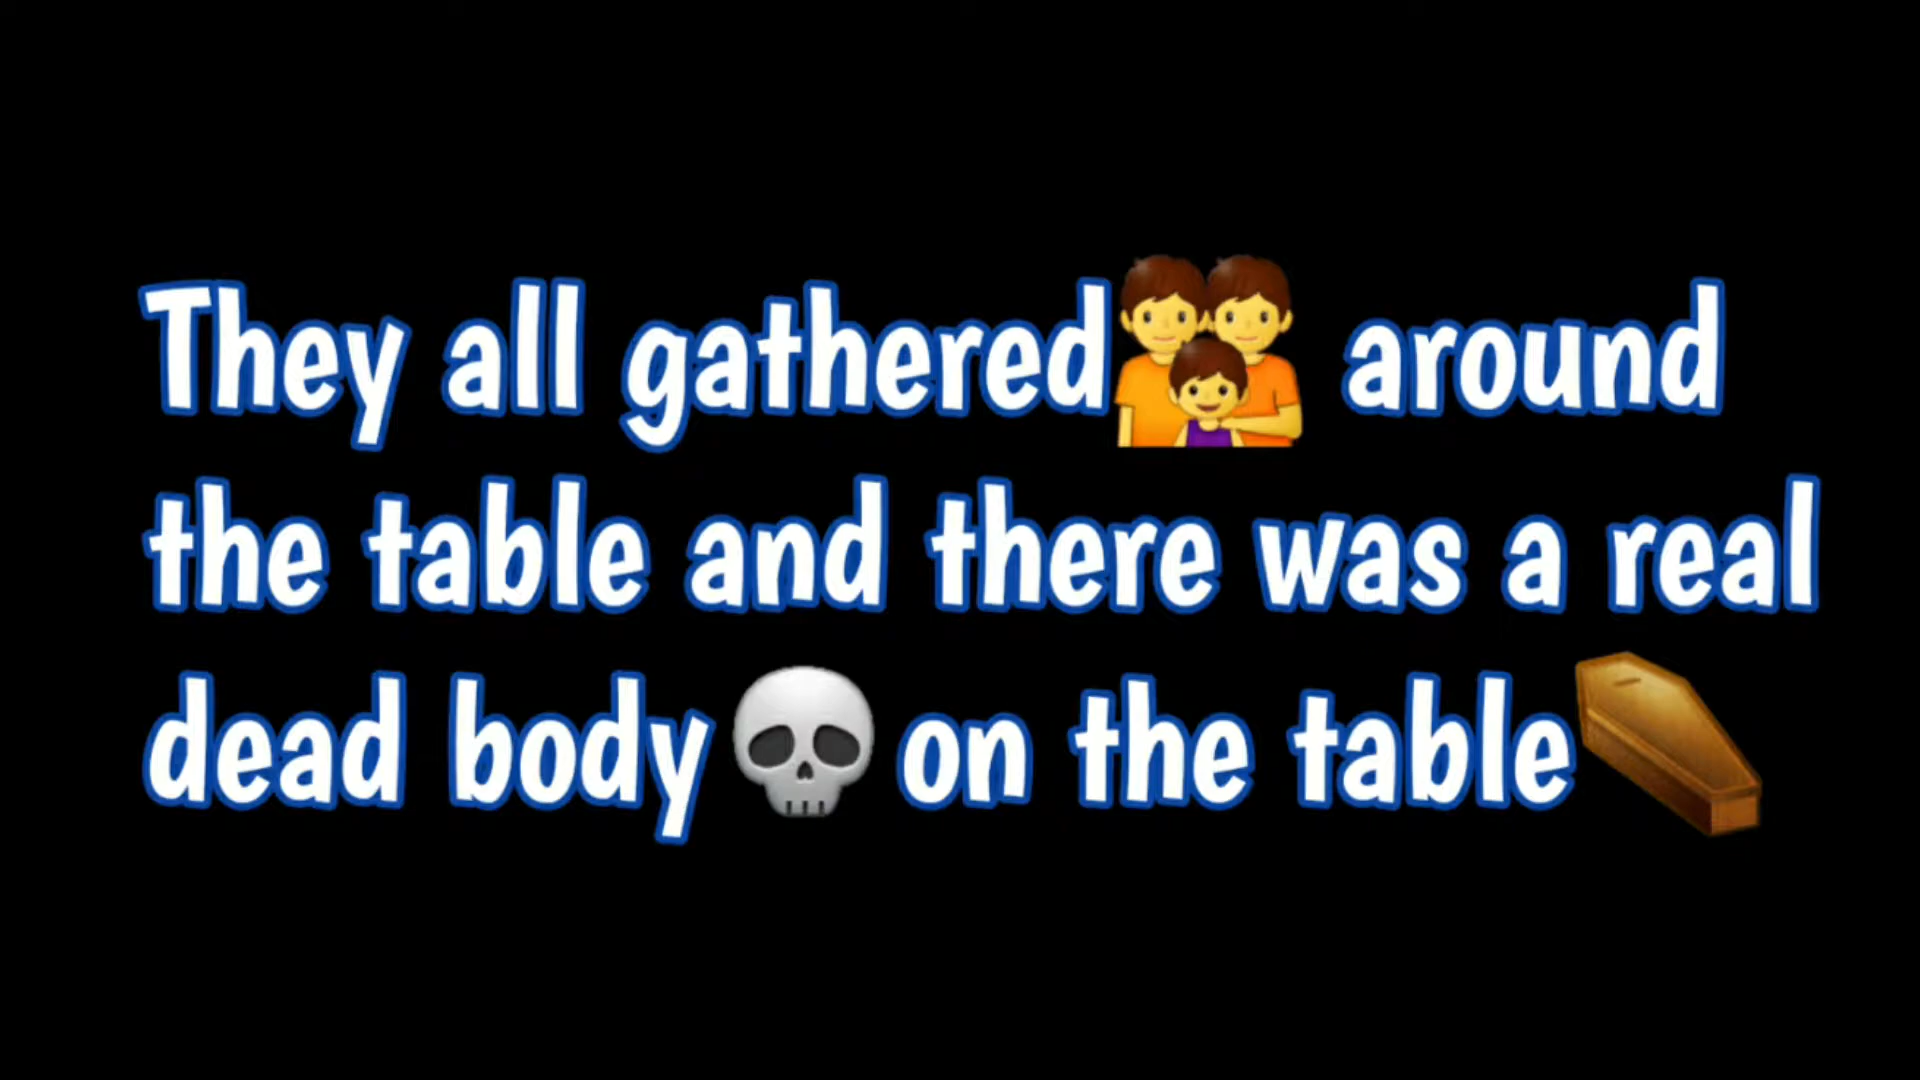 They all gathered👪 around
the table and there was a real
dead body💀on the table⚰️